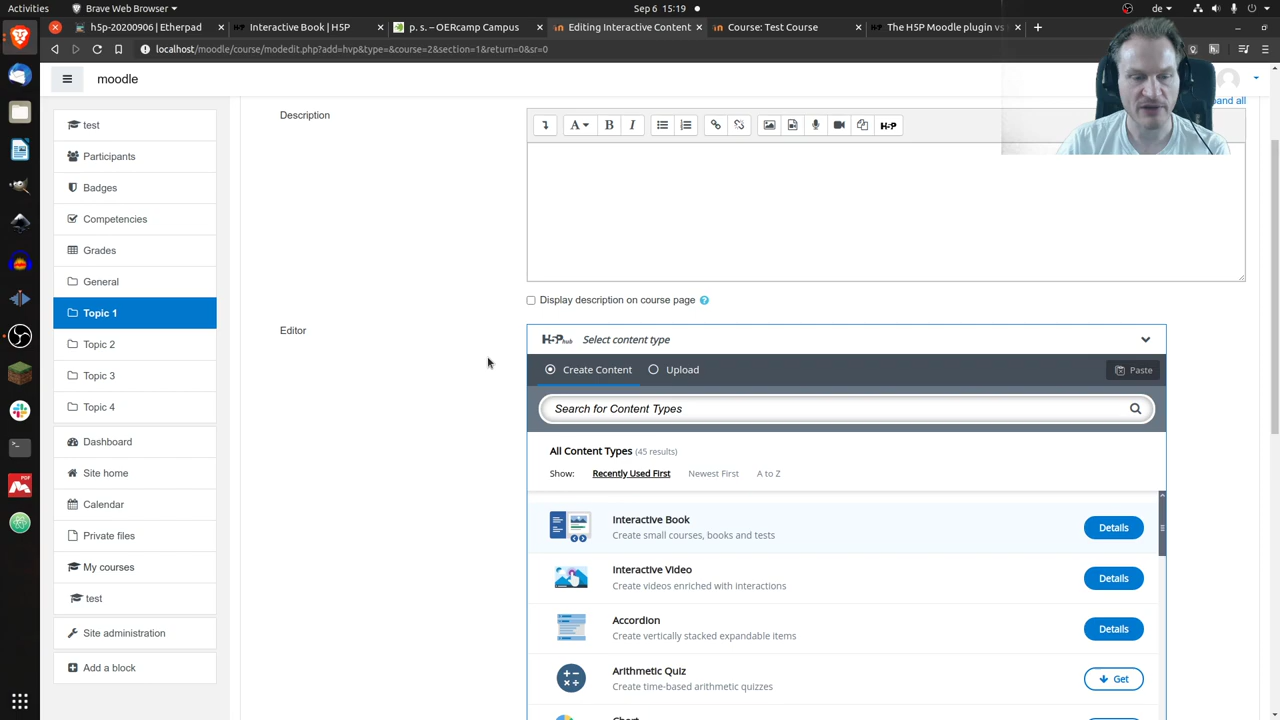 Activities
Brave Web Browser
Sep 6 15:19
de
h5p-20200906 | Etherpad
Interactive Book | H5P
p. s. – OERcamp Campus
Editing Interactive Content
Course: Test Course
The H5P Moodle plugin vs
localhost/moodle/course/modedit.php?add=hvp&type=&course=2&section=1&return=0&sr=0
moodle
pand all
test
Participants
Badges
Competencies
Grades
General
Topic 1
Topic 2
Topic 3
Topic 4
Dashboard
Site home
Calendar
Private files
My courses
test
Site administration
Add a block
Description
A B I H-P
Display description on course page
Editor
H5P hub Select content type
Create Content Upload Paste
Search for Content Types
All Content Types (45 results)
Show: Recently Used First Newest First A to Z
Interactive Book
Create small courses, books and tests
Details
Interactive Video
Create videos enriched with interactions
Details
Accordion
Create vertically stacked expandable items
Details
Arithmetic Quiz
Create time-based arithmetic quizzes
Get